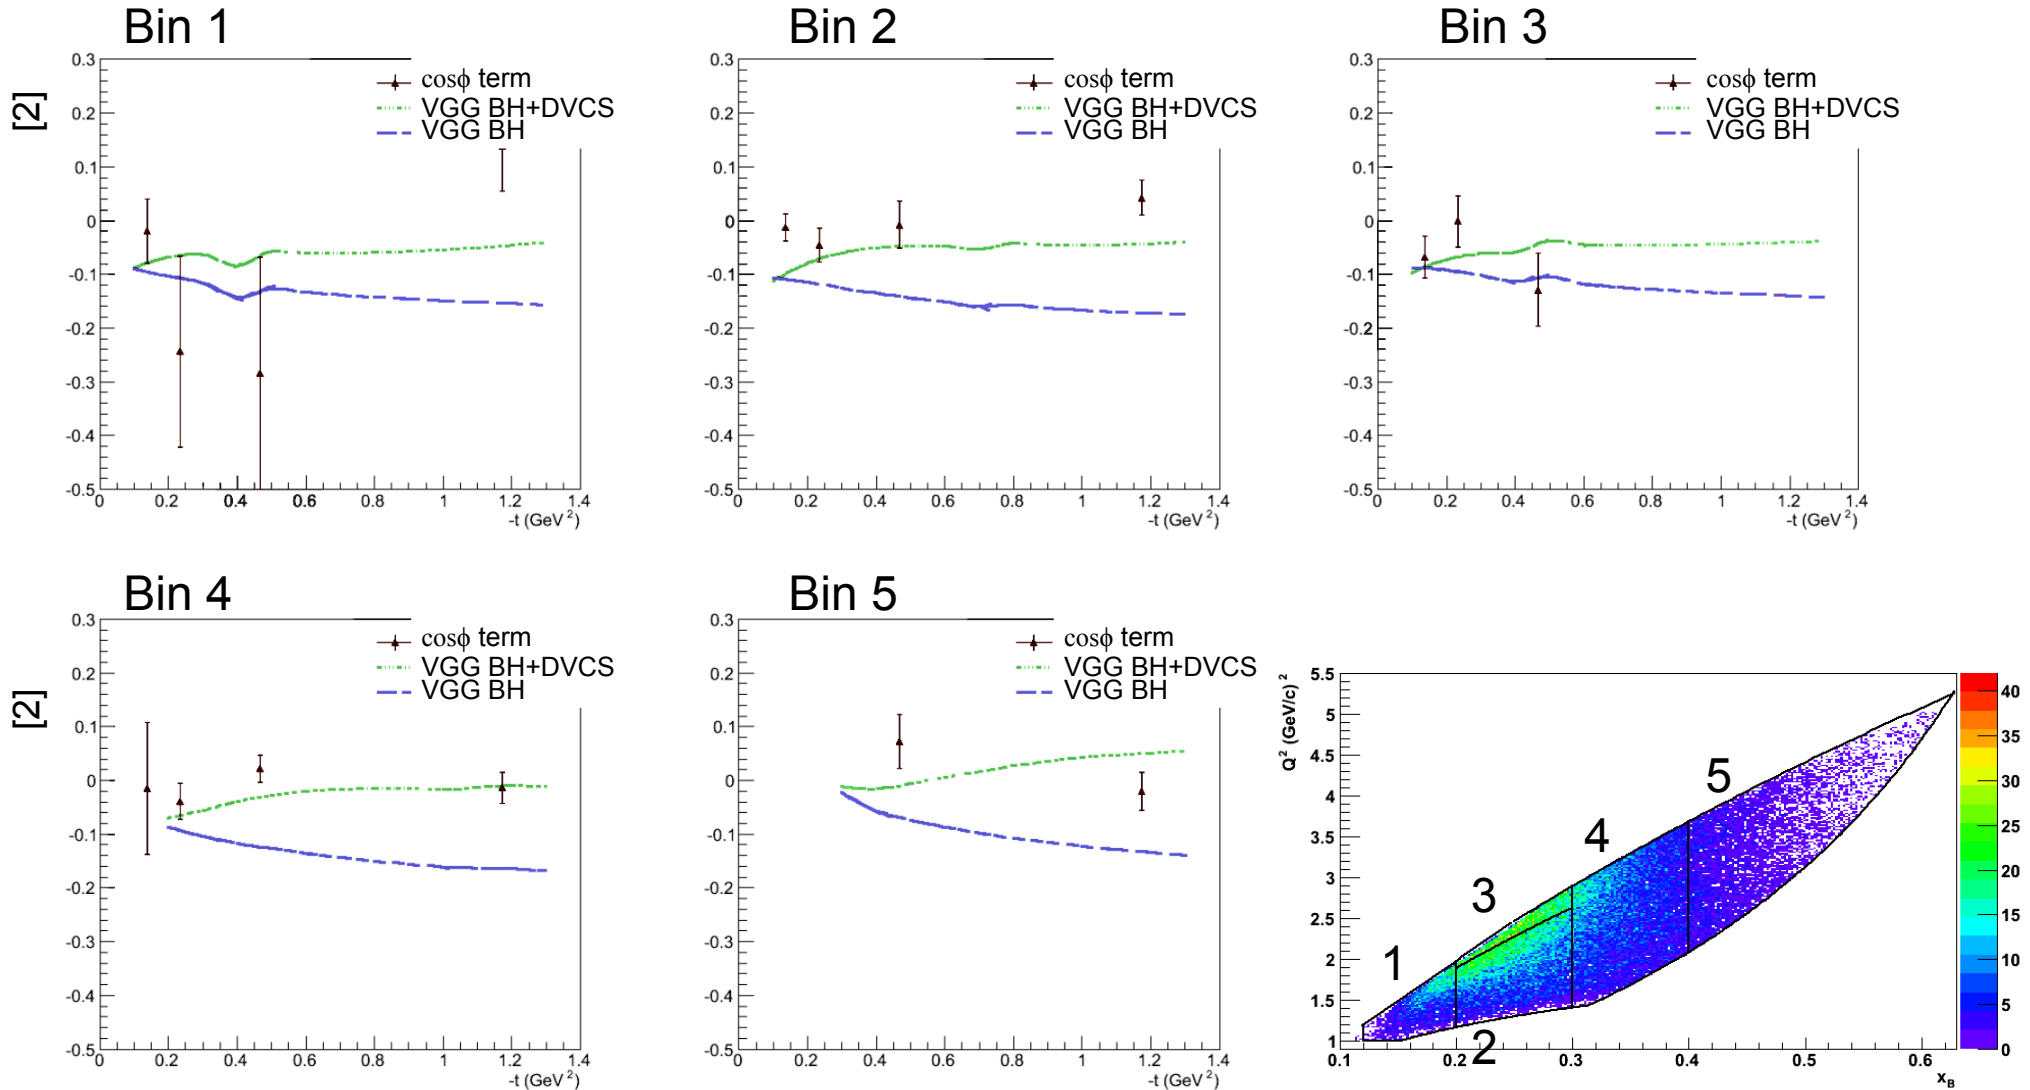 Bin 1
[2]
0.3
0.2
0.1
0
-0.1
-0.2
-0.3
-0.4
-0.5
0 0.2 0.4 0.6 0.8 1 1.2 1.4
-t (GeV²)
cosϕ term
VGG BH+DVCS
VGG BH
Bin 2
0.3
0.2
0.1
0
-0.1
-0.2
-0.3
-0.4
-0.5
0 0.2 0.4 0.6 0.8 1 1.2 1.4
-t (GeV²)
cosϕ term
VGG BH+DVCS
VGG BH
Bin 3
0.3
0.2
0.1
0
-0.1
-0.2
-0.3
-0.4
-0.5
0 0.2 0.4 0.6 0.8 1 1.2 1.4
-t (GeV²)
cosϕ term
VGG BH+DVCS
VGG BH
Bin 4
[2]
0.3
0.2
0.1
0
-0.1
-0.2
-0.3
-0.4
-0.5
0 0.2 0.4 0.6 0.8 1 1.2 1.4
-t (GeV²)
cosϕ term
VGG BH+DVCS
VGG BH
Bin 5
0.3
0.2
0.1
0
-0.1
-0.2
-0.3
-0.4
-0.5
0 0.2 0.4 0.6 0.8 1 1.2 1.4
-t (GeV²)
cosϕ term
VGG BH+DVCS
VGG BH
Q² (GeV/c)²
5.5
5
4.5
4
3.5
3
2.5
2
1.5
1
0.1 0.2 0.3 0.4 0.5 0.6
x_B
5
4
3
1
2
40
35
30
25
20
15
10
5
0